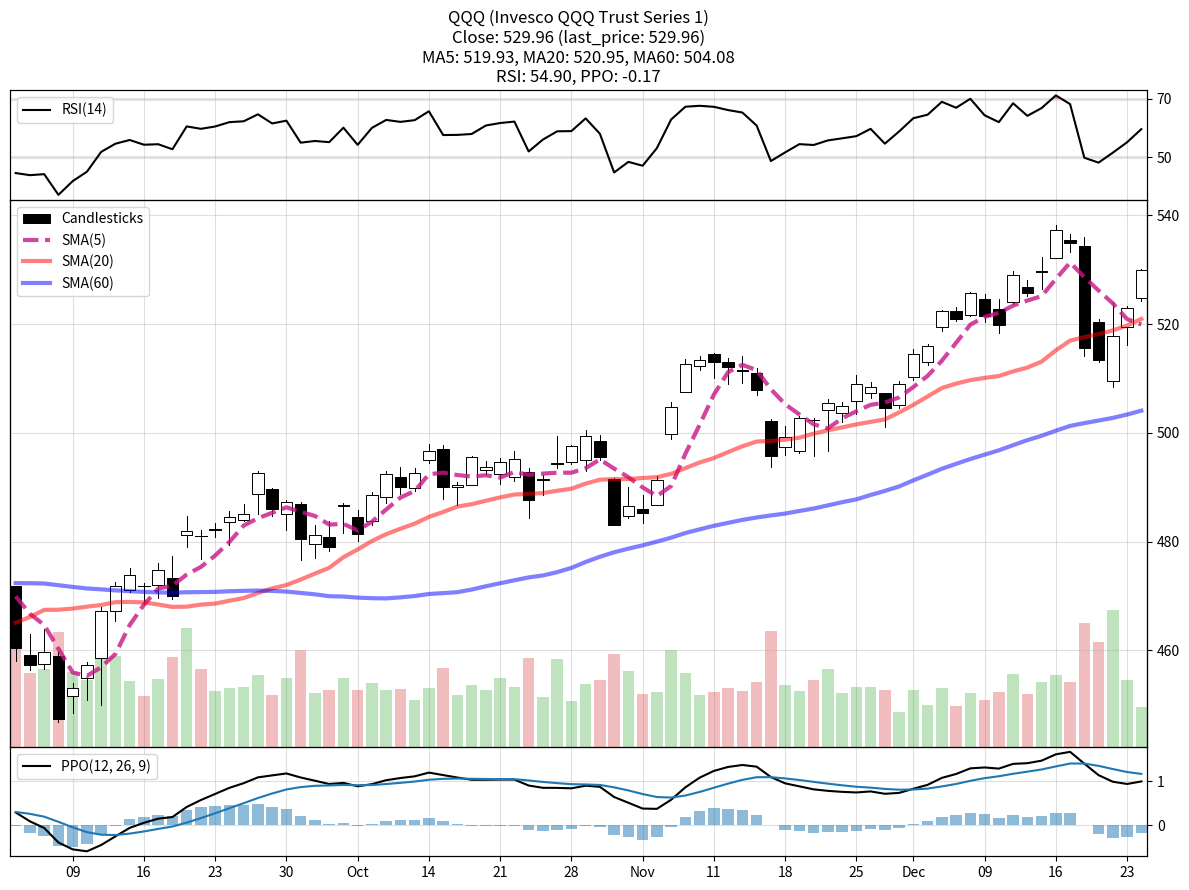 QQQ (Invesco QQQ Trust Series 1)
Close: 529.96 (last_price: 529.96)
MA5: 519.93, MA20: 520.95, MA60: 504.08
RSI: 54.90, PPO: -0.17
RSI(14)
70
50
Candlesticks
SMA(5)
SMA(20)
SMA(60)
540
520
500
480
460
PPO(12, 26, 9)
1
0
09 16 23 30 Oct 14 21 28 Nov 11 18 25 Dec 09 16 23